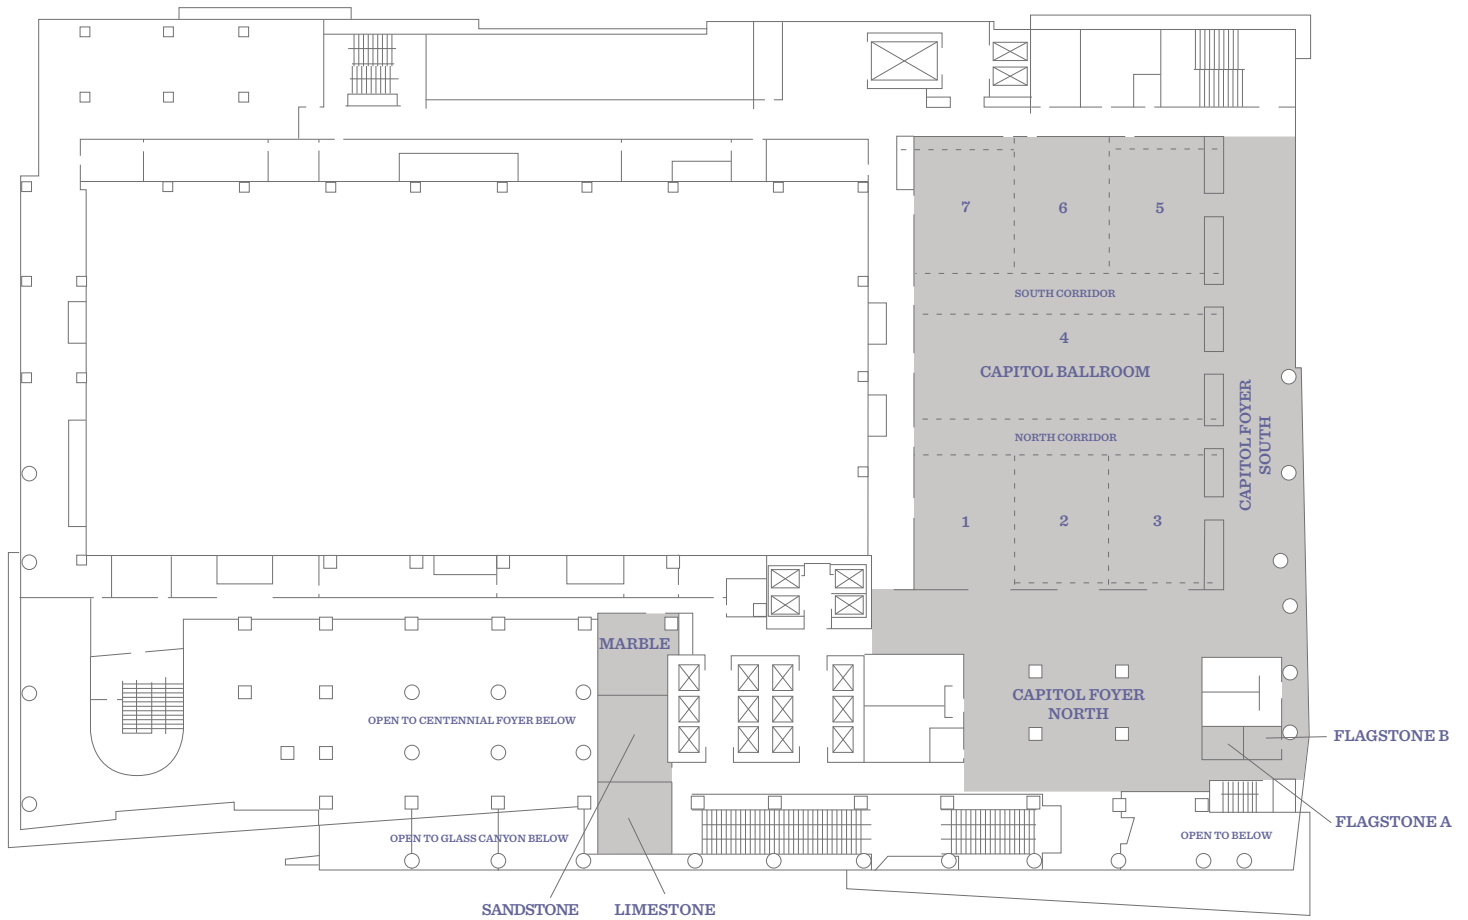 7
6
5
SOUTH CORRIDOR
4
CAPITOL BALLROOM
CAPITOL FOYER
SOUTH
NORTH CORRIDOR
1
2
3
MARBLE
CAPITOL FOYER
NORTH
OPEN TO CENTENNIAL FOYER BELOW
FLAGSTONE B
FLAGSTONE A
OPEN TO GLASS CANYON BELOW
OPEN TO BELOW
SANDSTONE
LIMESTONE